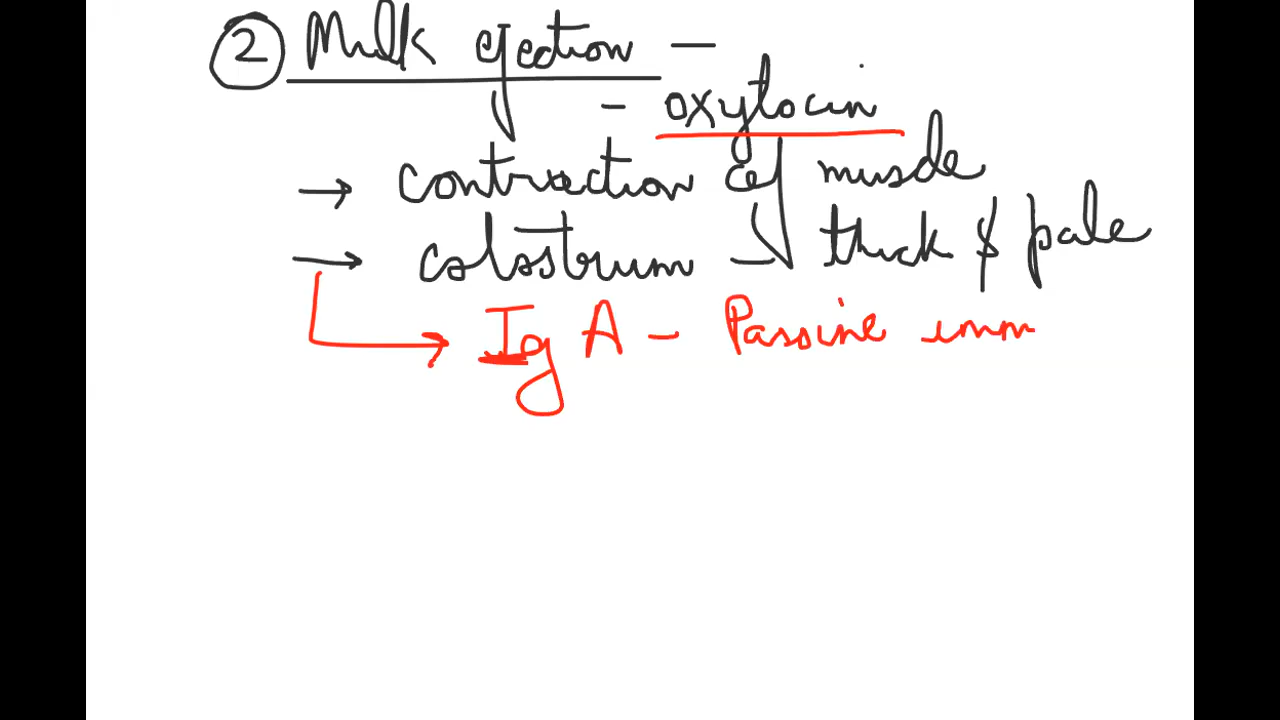 ② Milk ejection -
- oxytocin
→ contraction of muscle
→ colostrum → thick & pale
→ Ig A - Passive imm